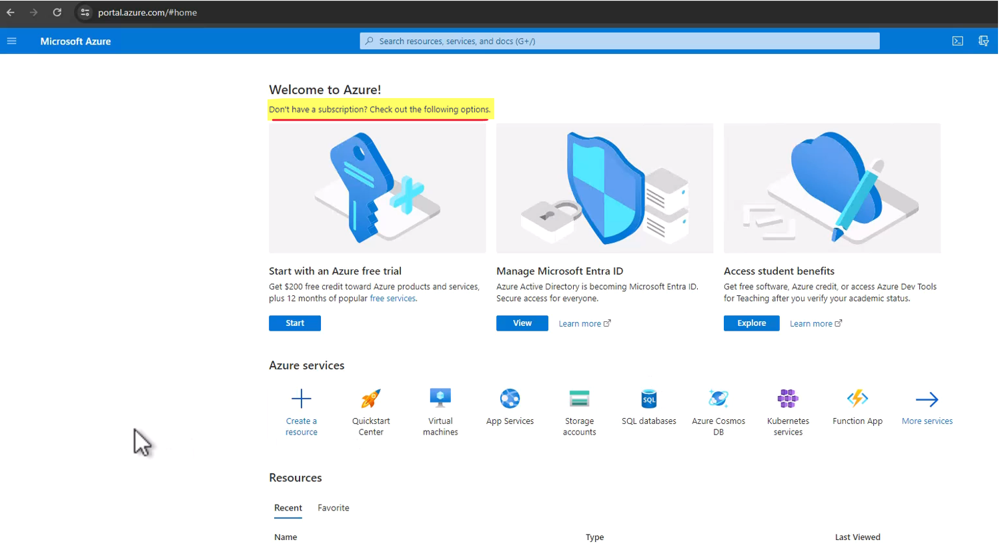 portal.azure.com/#home
Microsoft Azure
Search resources, services, and docs (G+/)
Welcome to Azure!
Don't have a subscription? Check out the following options.
Start with an Azure free trial
Get $200 free credit toward Azure products and services,
plus 12 months of popular free services.
Start
Manage Microsoft Entra ID
Azure Active Directory is becoming Microsoft Entra ID.
Secure access for everyone.
View
Learn more
Access student benefits
Get free software, Azure credit, or access Azure Dev Tools
for Teaching after you verify your academic status.
Explore
Learn more
Azure services
Create a
resource
Quickstart
Center
Virtual
machines
App Services
Storage
accounts
SQL
SQL databases
Azure Cosmos
DB
Kubernetes
services
Function App
More services
Resources
Recent
Favorite
Name
Type
Last Viewed